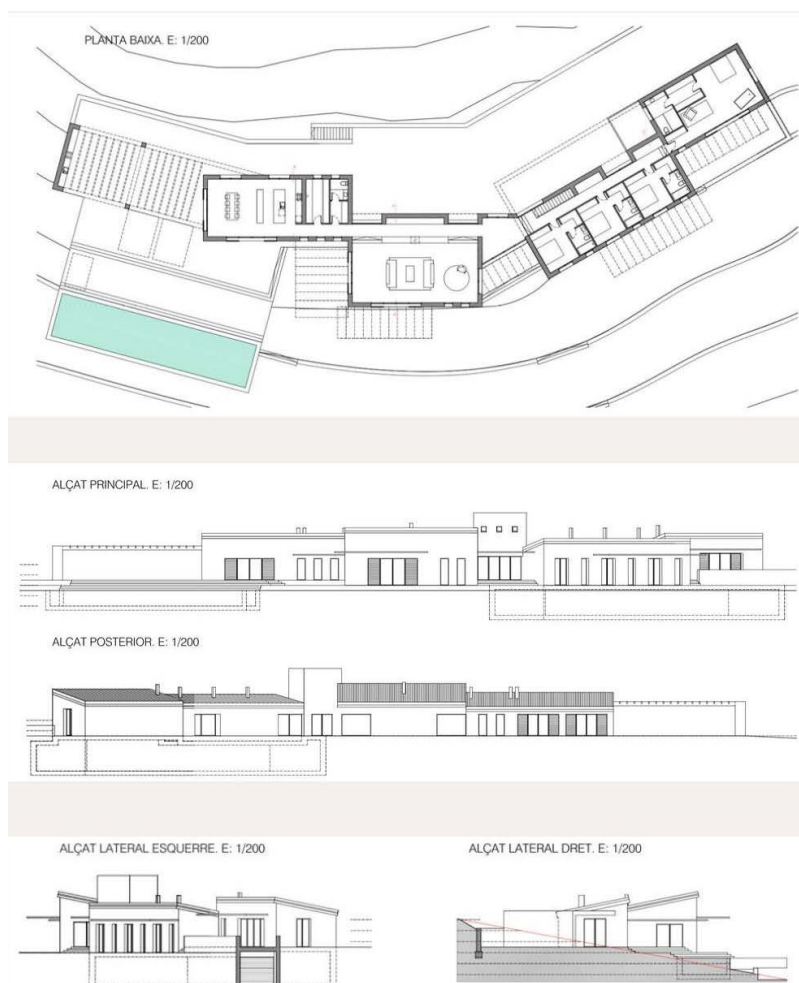 PLANTA BAIXA. E: 1/200
ALÇAT PRINCIPAL. E: 1/200
ALÇAT POSTERIOR. E: 1/200
ALÇAT LATERAL ESQUERRE. E: 1/200
ALÇAT LATERAL DRET. E: 1/200